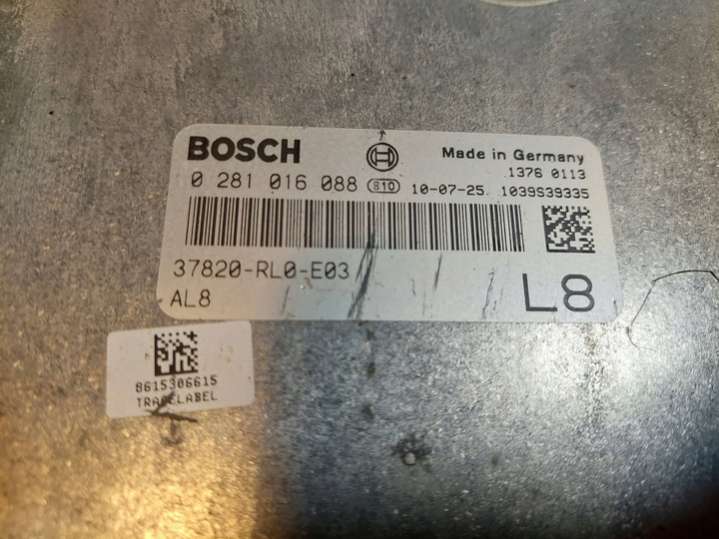 BOSCH
Made in Germany
1376 0113
0 281 016 088 S10 10-07-25 1039S39335
37820-RL0-E03
AL8
L8
8615306615
TRACELABEL